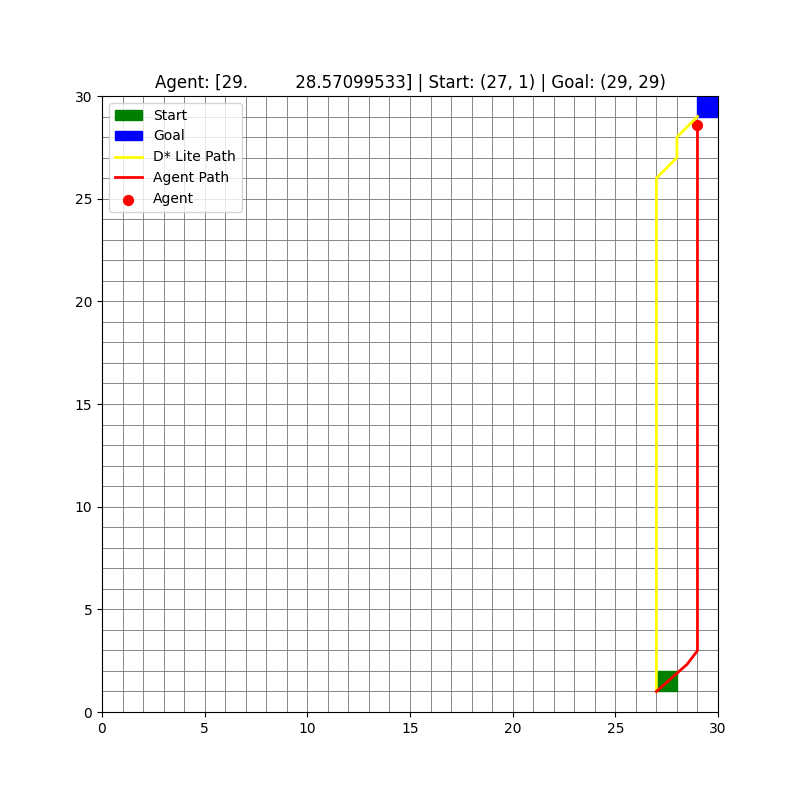 Agent: [29.         28.57099533] | Start: (27, 1) | Goal: (29, 29)
Start
Goal
D* Lite Path
Agent Path
Agent
30
25
20
15
10
5
0
0 5 10 15 20 25 30